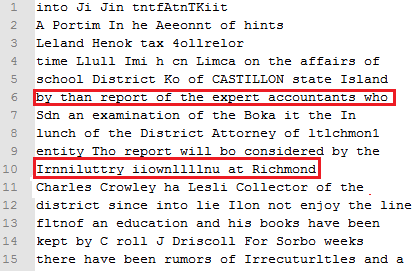 1 into Ji Jin tntfAtnTKiit
2 A Portim In he Aeeonnt of hints
3 Leland Henok tax 4ollrelor
4 time Llull Imi h cn Limca on the affairs of
5 school District Ko of CASTILLON state Island
6 by than report of the expert accountants who
7 Sdn an examination of the Boka it the In
8 lunch of the District Attorney of ltlchmon1
9 entity Tho report will bo considered by the
10 Irnniluttry iiownllllnu at Richmond
11 Charles Crowley ha Lesli Collector of the
12 district since into lie Ilon not enjoy the line
13 fltnof an education and his books have been
14 kept by C roll J Driscoll For Sorbo weeks
15 there have been rumors of Irrecuturltles and a